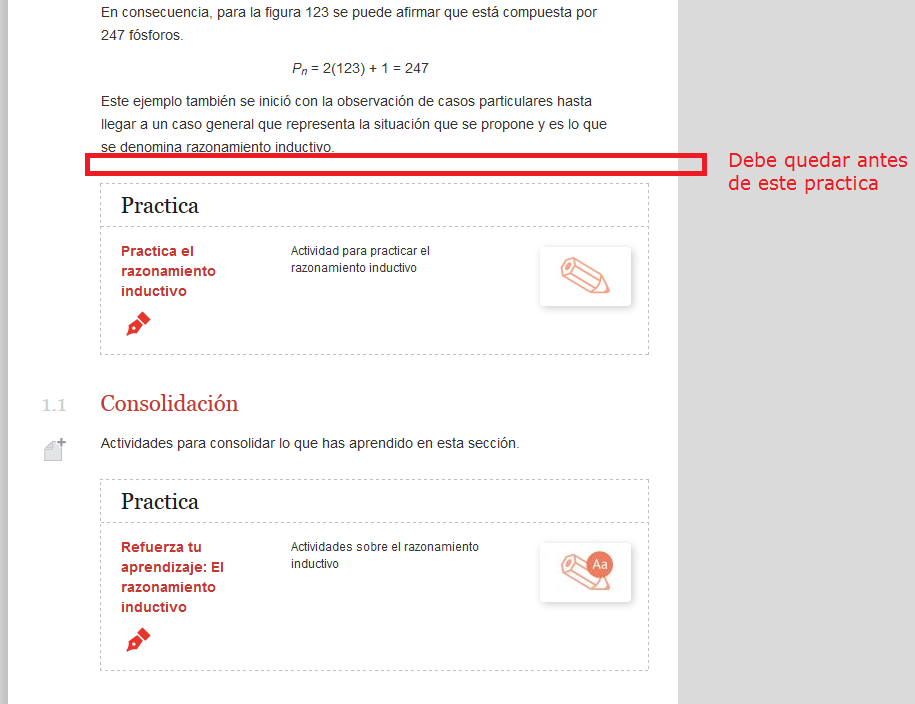 En consecuencia, para la figura 123 se puede afirmar que está compuesta por
247 fósforos.
Pn = 2(123) + 1 = 247
Este ejemplo también se inició con la observación de casos particulares hasta
llegar a un caso general que representa la situación que se propone y es lo que
se denomina razonamiento inductivo.
Debe quedar antes
de este practica
Practica
Practica el
razonamiento
inductivo
Actividad para practicar el
razonamiento inductivo
1.1 Consolidación
Actividades para consolidar lo que has aprendido en esta sección.
Practica
Refuerza tu
aprendizaje: El
razonamiento
inductivo
Actividades sobre el razonamiento
inductivo
Aa